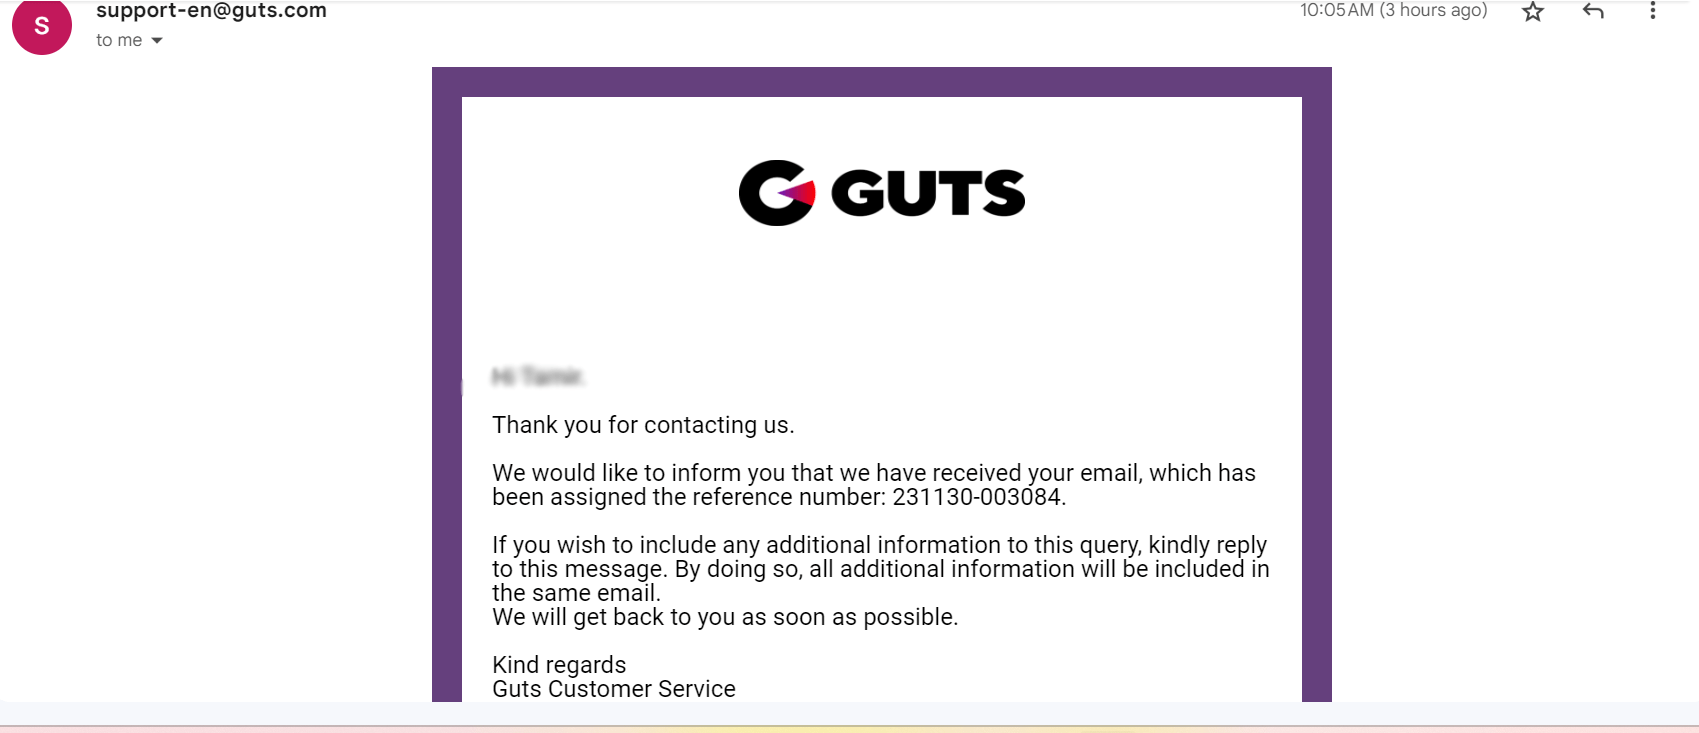 S
support-en@guts.com
10:05 AM (3 hours ago)
to me
GUTS
Thank you for contacting us.
We would like to inform you that we have received your email, which has
been assigned the reference number: 231130-003084.
If you wish to include any additional information to this query, kindly reply
to this message. By doing so, all additional information will be included in
the same email.
We will get back to you as soon as possible.
Kind regards
Guts Customer Service